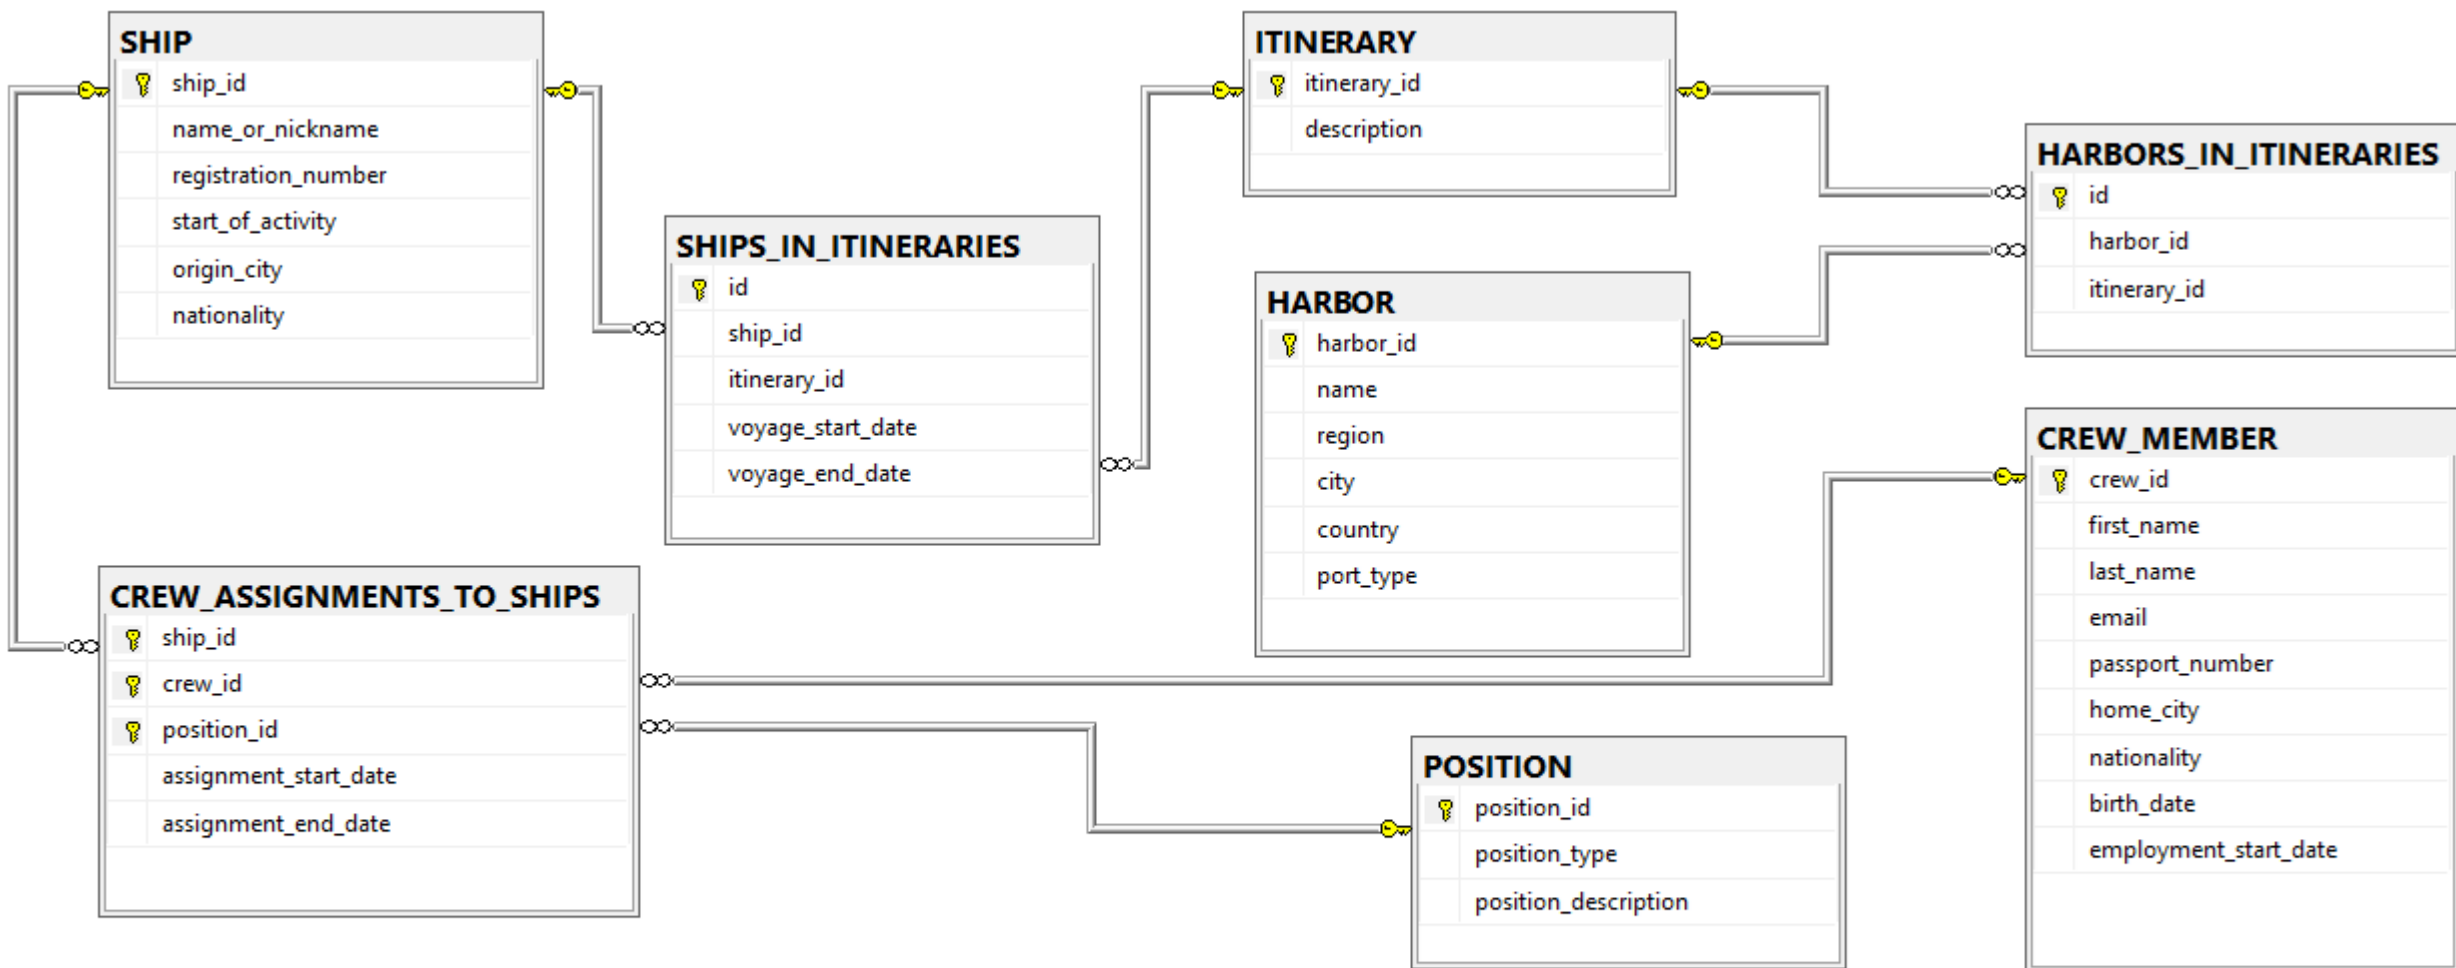 SHIP
ship_id
name_or_nickname
registration_number
start_of_activity
origin_city
nationality
SHIPS_IN_ITINERARIES
id
ship_id
itinerary_id
voyage_start_date
voyage_end_date
ITINERARY
itinerary_id
description
HARBORS_IN_ITINERARIES
id
harbor_id
itinerary_id
HARBOR
harbor_id
name
region
city
country
port_type
CREW_MEMBER
crew_id
first_name
last_name
email
passport_number
home_city
nationality
birth_date
employment_start_date
CREW_ASSIGNMENTS_TO_SHIPS
ship_id
crew_id
position_id
assignment_start_date
assignment_end_date
POSITION
position_id
position_type
position_description